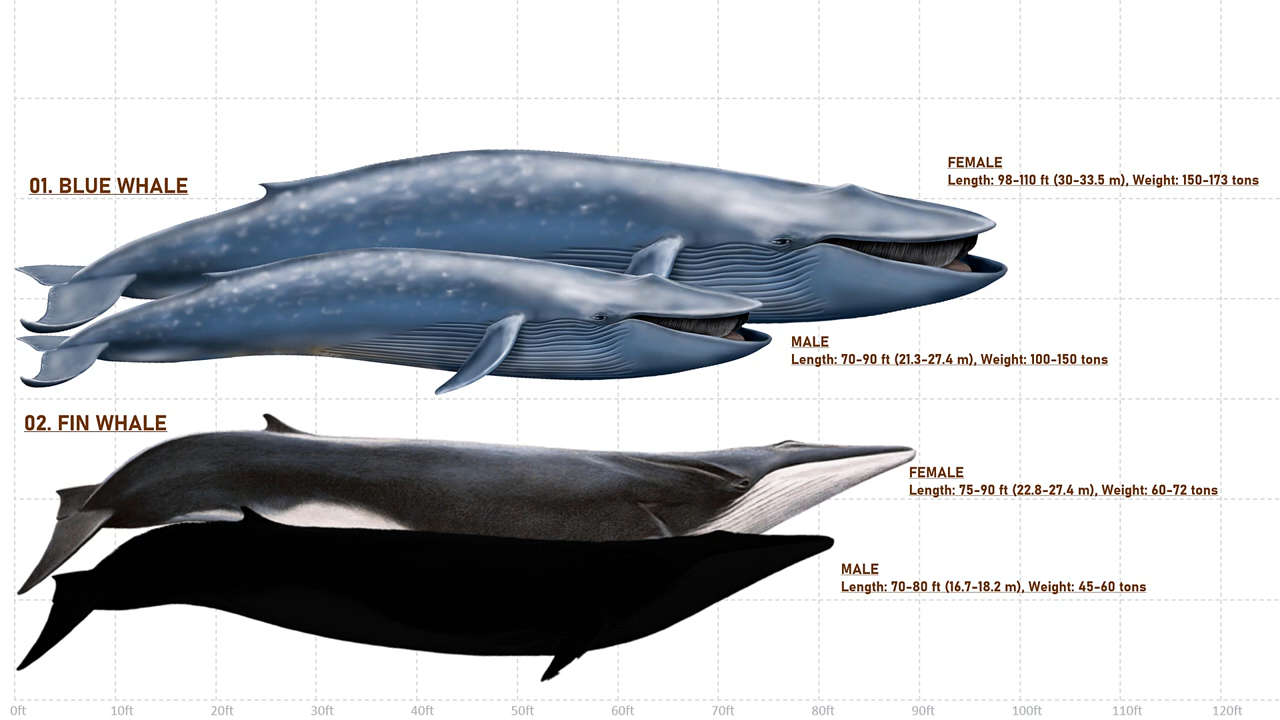 01. BLUE WHALE
FEMALE
Length: 98-110 ft (30-33.5 m), Weight: 150-173 tons
MALE
Length: 70-90 ft (21.3-27.4 m), Weight: 100-150 tons
02. FIN WHALE
FEMALE
Length: 75-90 ft (22.8-27.4 m), Weight: 60-72 tons
MALE
Length: 70-80 ft (16.7-18.2 m), Weight: 45-60 tons
0ft 10ft 20ft 30ft 40ft 50ft 60ft 70ft 80ft 90ft 100ft 110ft 120ft